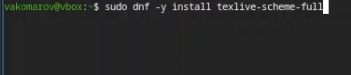 vakomarov@vbox:~$ sudo dnf -y install texlive-scheme-full